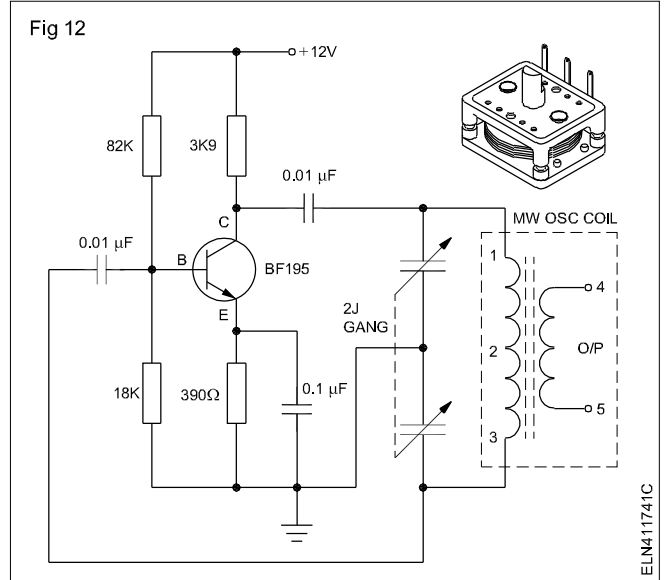 Fig 12
+12V
82K
3K9
0.01 µF
C
MW OSC COIL
0.01 µF
B
BF195
1
4
E
2J
GANG
2
O/P
18K
390Ω
0.1 µF
3
5
ELN411741C